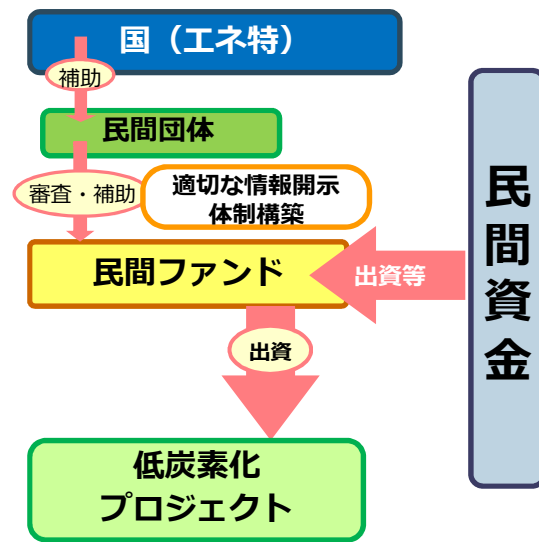 国（エネ特）
補助
民間団体
審査・補助
適切な情報開示
体制構築
民間ファンド
出資等
民間資金
出資
低炭素化
プロジェクト